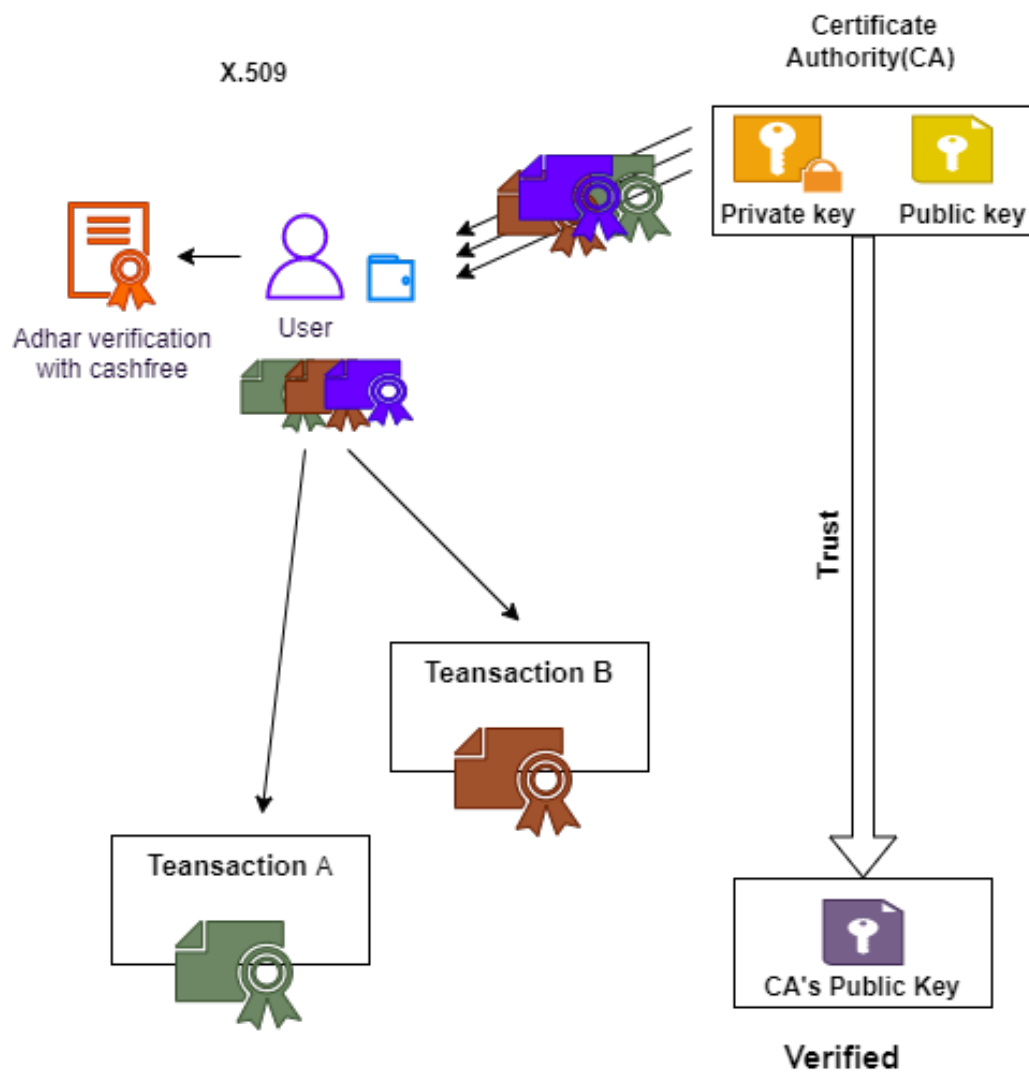 Certificate
Authority(CA)
X.509
Private key
Public key
Adhar verification
with cashfree
User
Trust
Teansaction B
Teansaction A
CA's Public Key
Verified